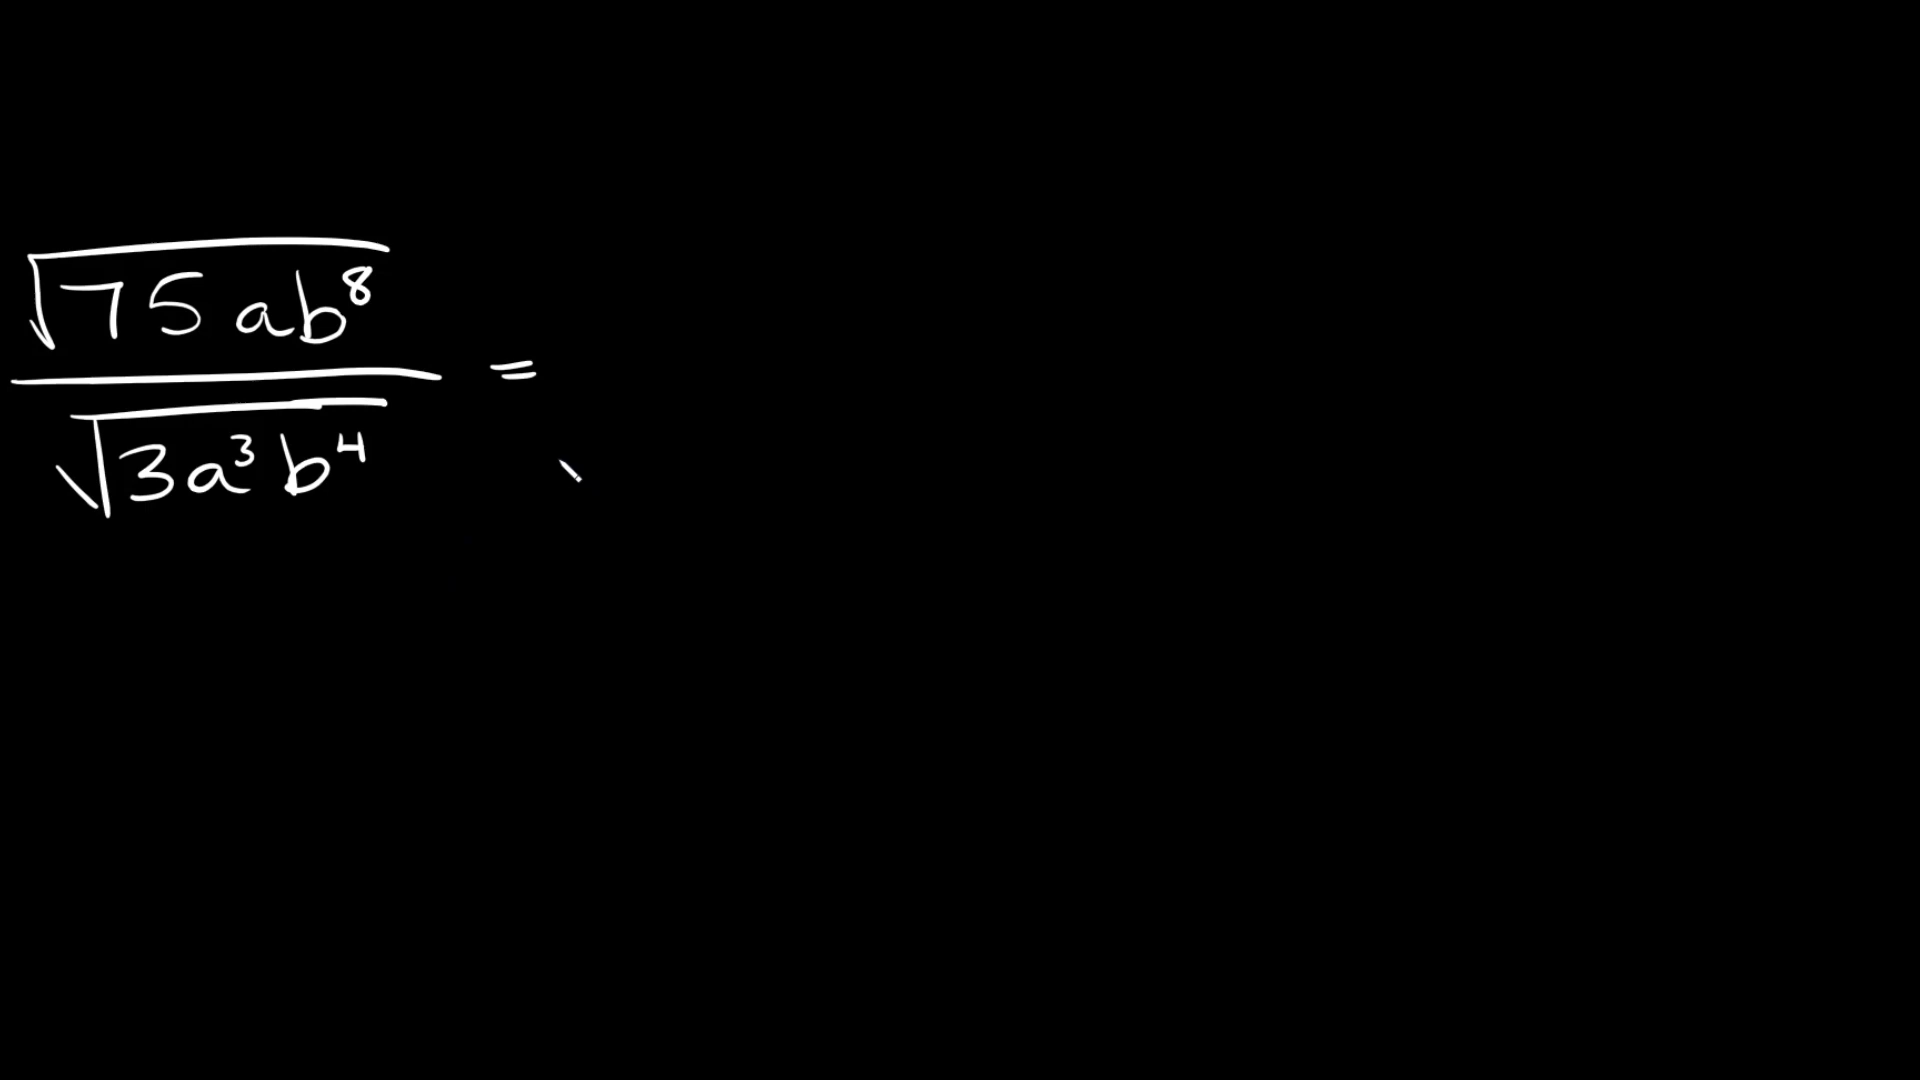 √75ab⁸
=
√3a³b⁴